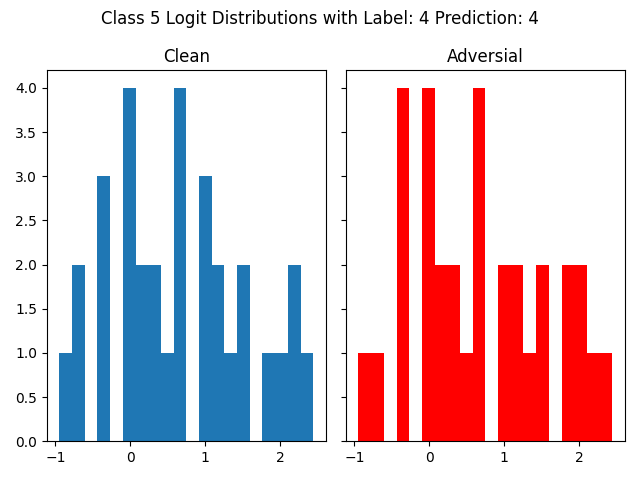 Class 5 Logit Distributions with Label: 4 Prediction: 4
Clean
Adversial
4.0
3.5
3.0
2.5
2.0
1.5
1.0
0.5
0.0
−1 0 1 2
−1 0 1 2